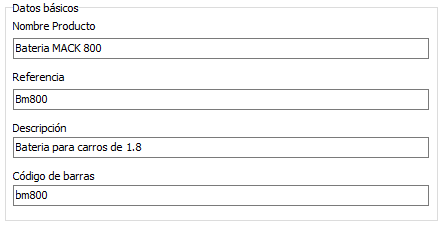 Datos básicos
Nombre Producto
Bateria MACK 800
Referencia
Bm800
Descripción
Bateria para carros de 1.8
Código de barras
bm800